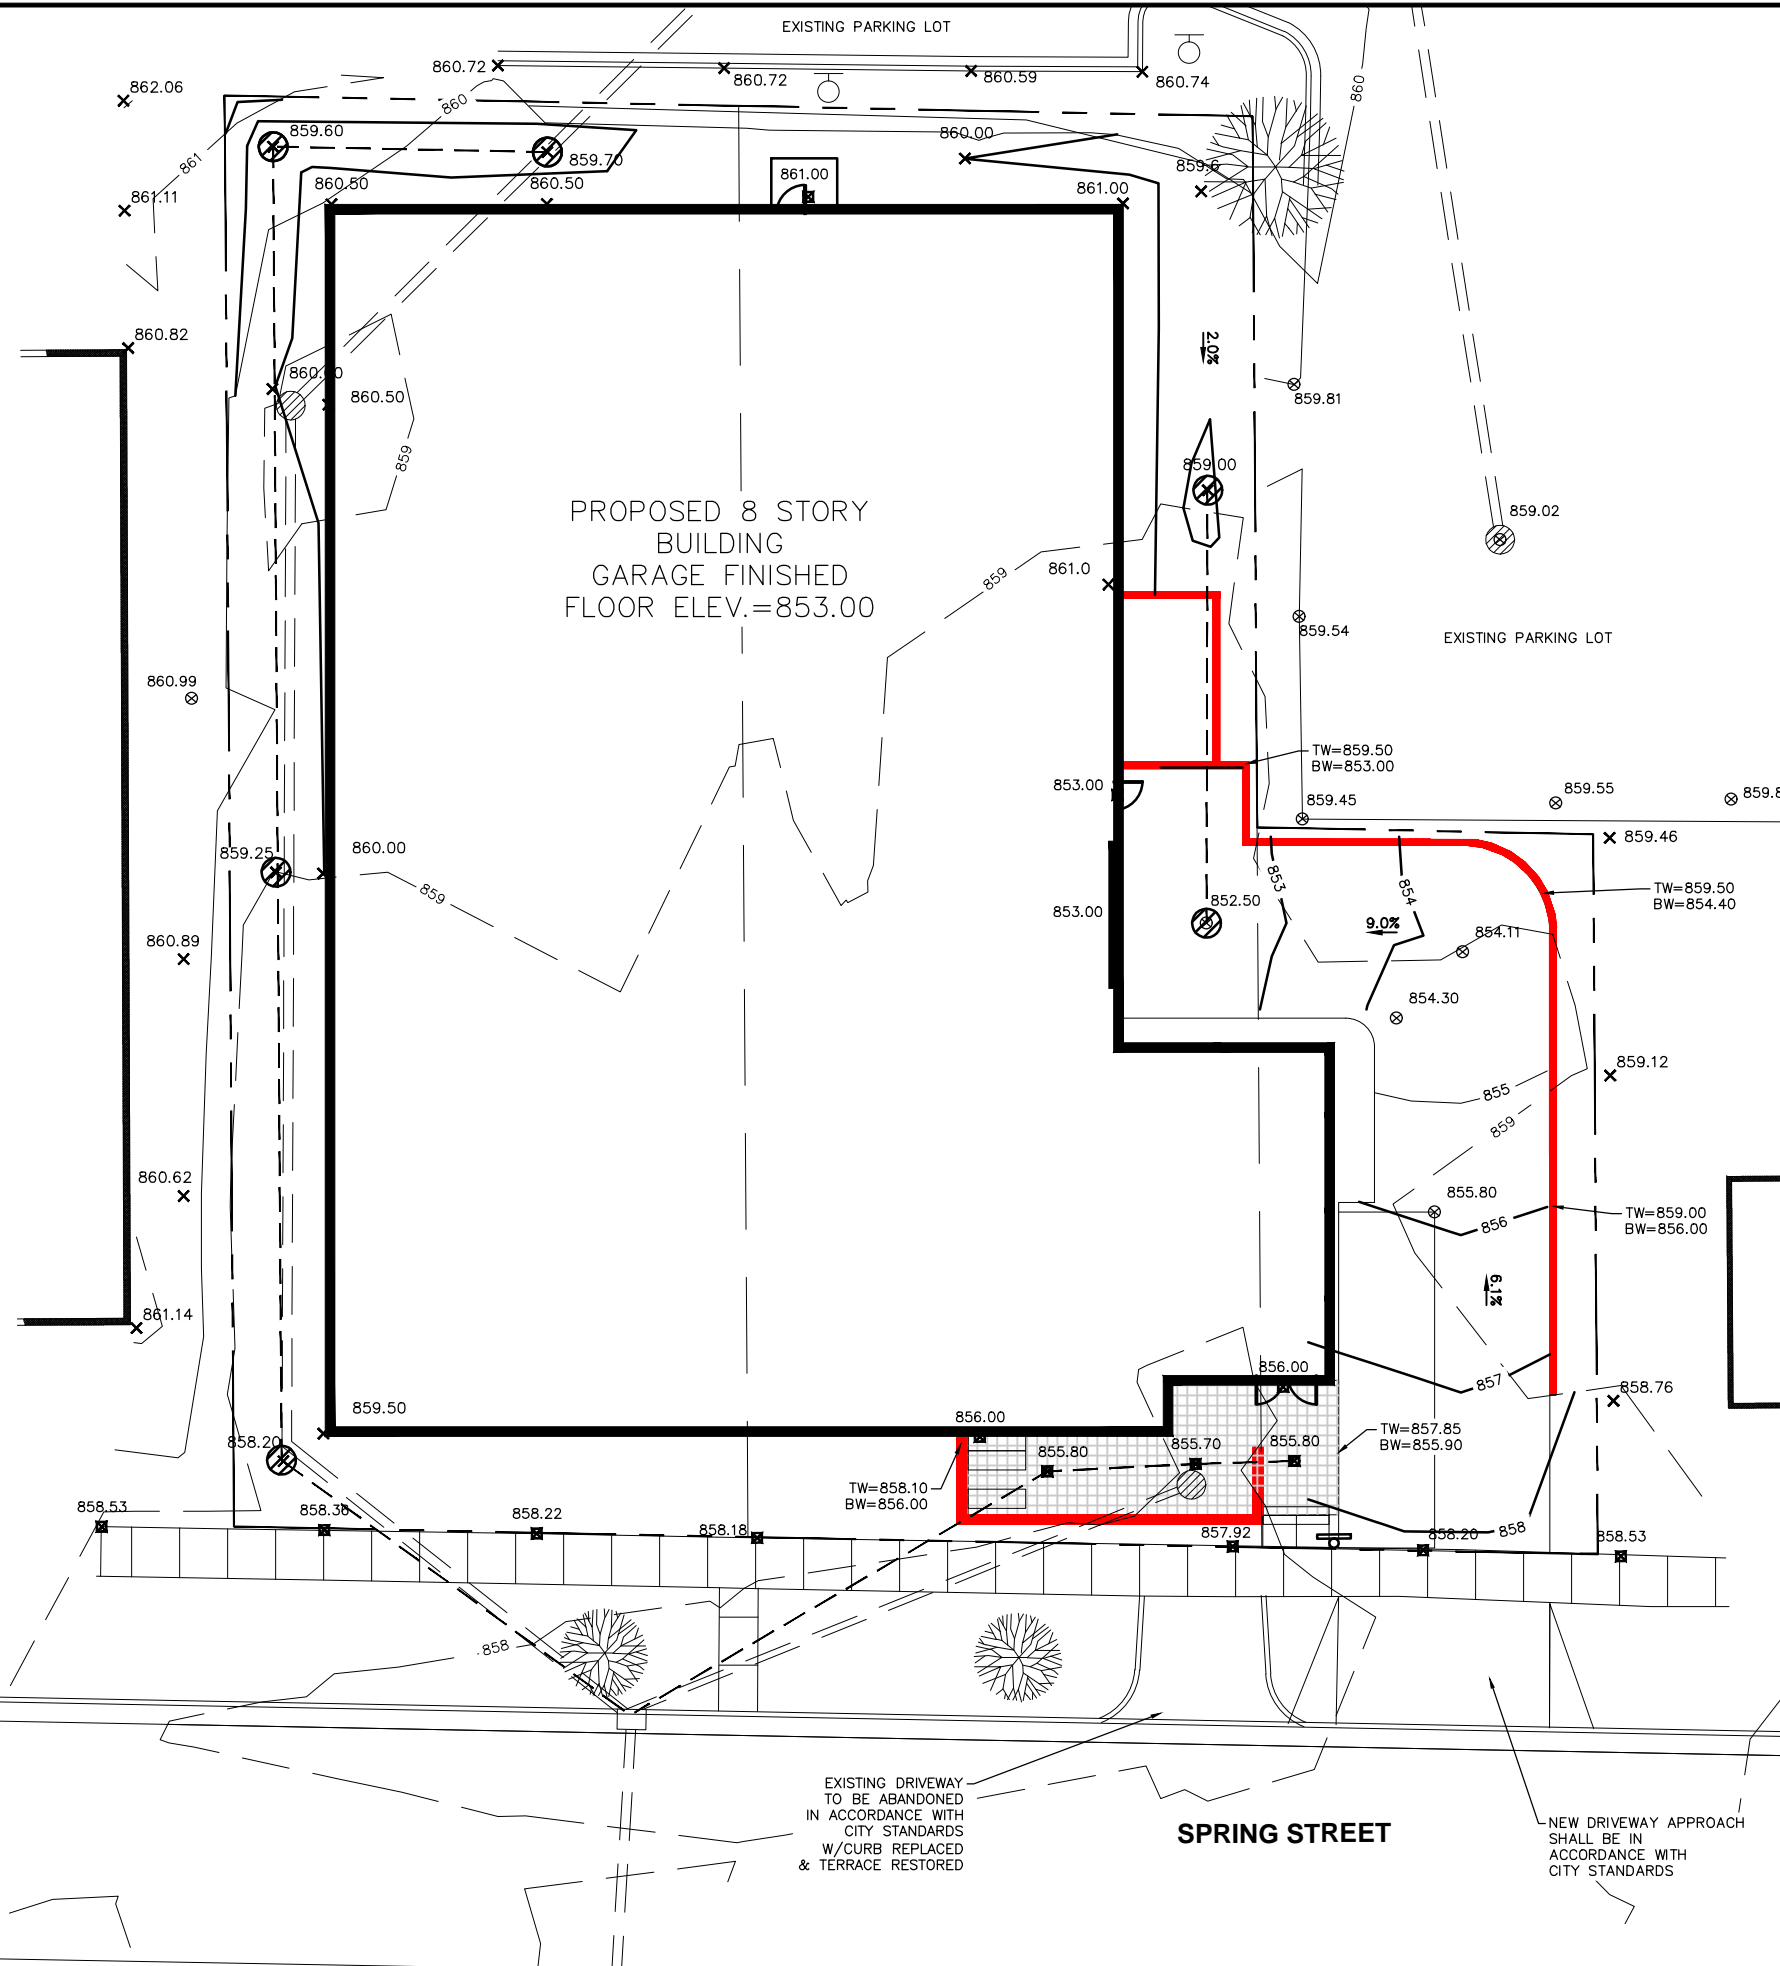 EXISTING PARKING LOT
860.72
860.72
860.59
860.74
862.06
860
860
859.60
859.70
860.00
859.6
861
861.11
860.50
860.50
861.00
861.00
860.82
2.0%
860.00
860.50
859.81
859
859.00
859.02
PROPOSED 8 STORY
BUILDING
GARAGE FINISHED
FLOOR ELEV.=853.00
861.0
859
859.54
EXISTING PARKING LOT
860.99
TW=859.50
BW=853.00
853.00
859.45
859.55
859.46
859.25
860.00
859
853
854
TW=859.50
BW=854.40
853.00
852.50
9.0%
854.11
860.89
854.30
859.12
855
859
860.62
855.80
856
TW=859.00
BW=856.00
6.1%
861.14
856.00
857
858.76
859.50
856.00
858.20
855.80
855.70
855.80
TW=857.85
BW=855.90
TW=858.10
BW=856.00
858.53
858.36
858.22
858.18
857.92
858.20
858
858.53
858
EXISTING DRIVEWAY
TO BE ABANDONED
IN ACCORDANCE WITH
CITY STANDARDS
W/CURB REPLACED
& TERRACE RESTORED
SPRING STREET
NEW DRIVEWAY APPROACH
SHALL BE IN
ACCORDANCE WITH
CITY STANDARDS